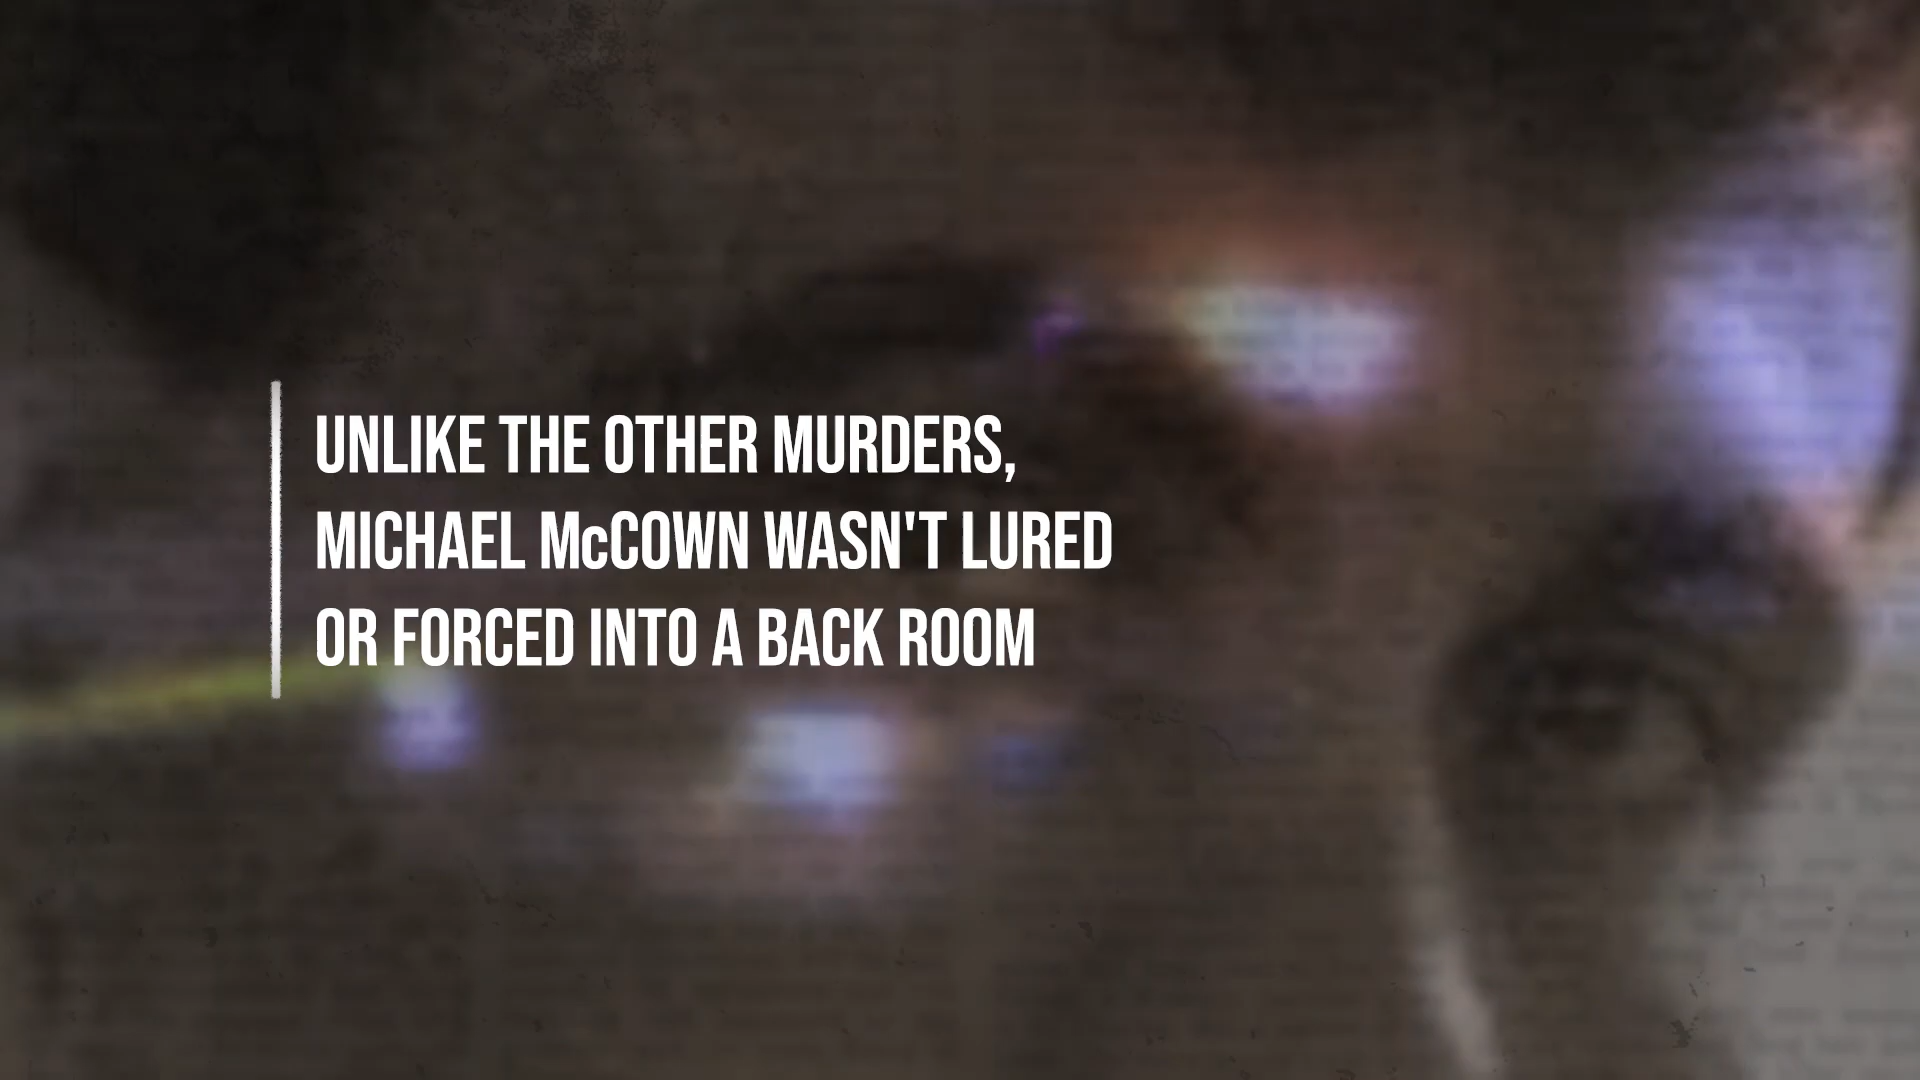 UNLIKE THE OTHER MURDERS,
MICHAEL McCOWN WASN'T LURED
OR FORCED INTO A BACK ROOM